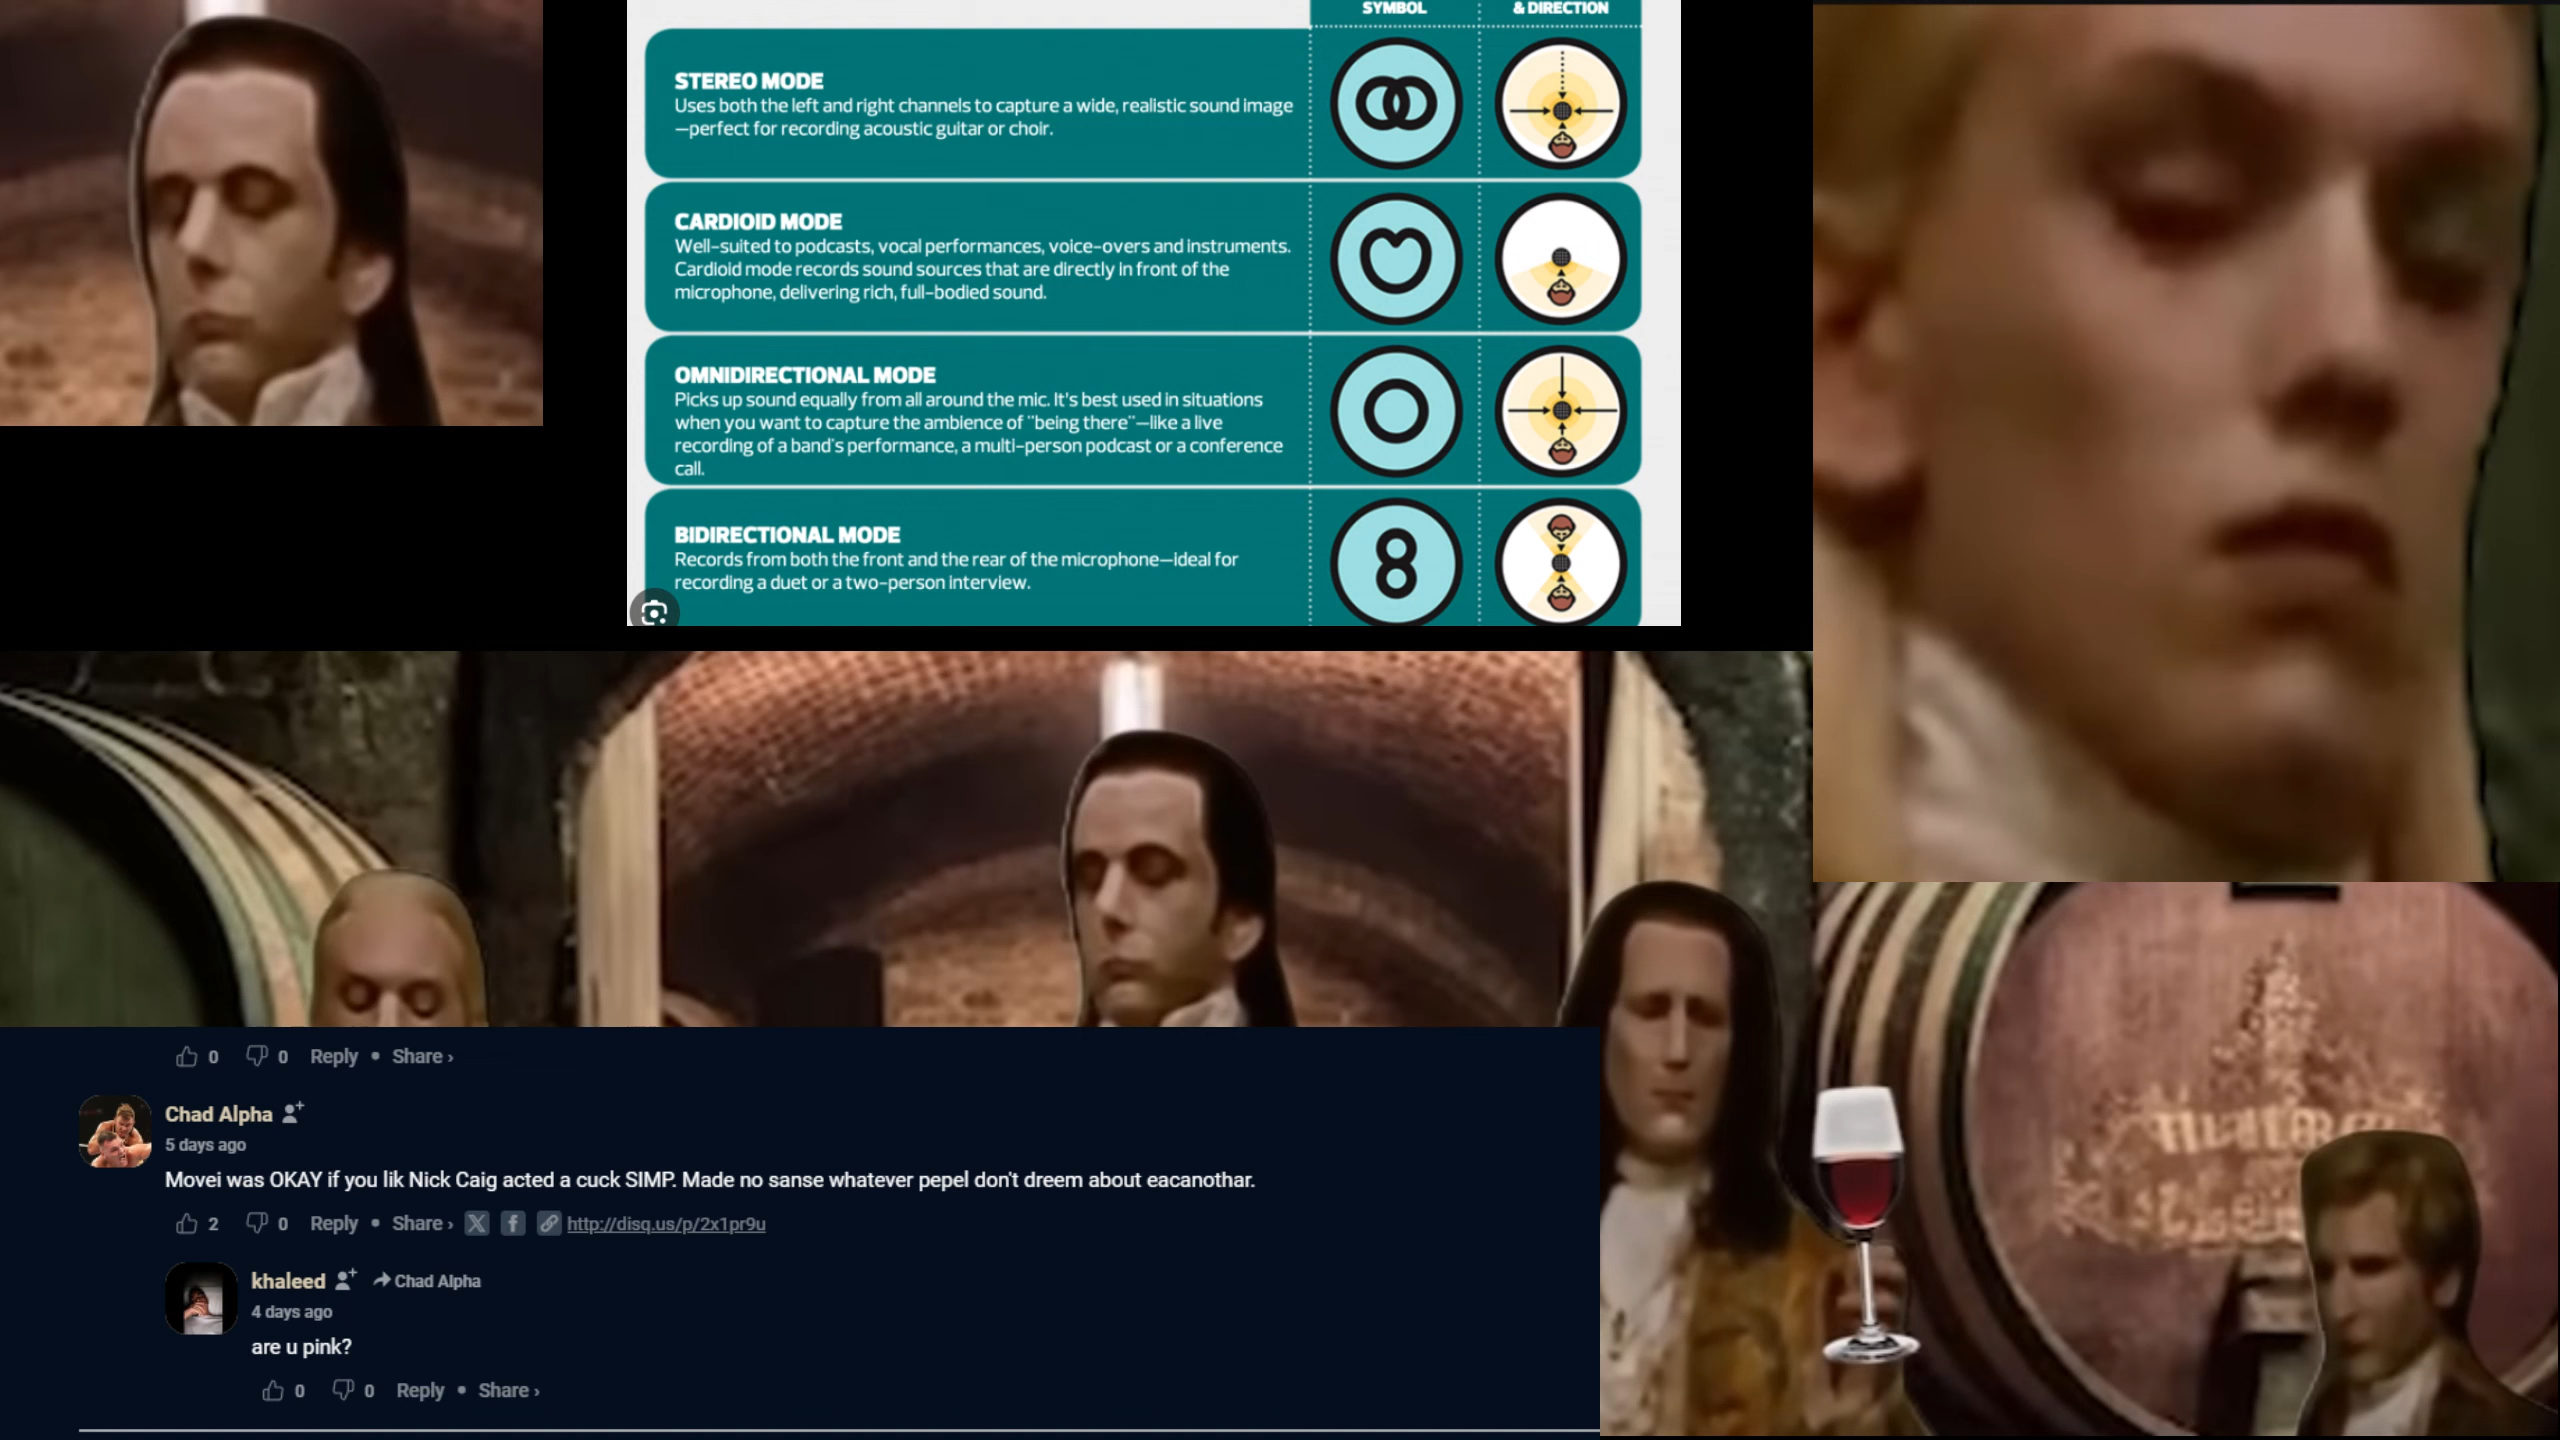 SYMBOL
& DIRECTION
STEREO MODE
Uses both the left and right channels to capture a wide, realistic sound image
—perfect for recording acoustic guitar or choir.
CARDIOID MODE
Well-suited to podcasts, vocal performances, voice-overs and instruments.
Cardioid mode records sound sources that are directly in front of the
microphone, delivering rich, full-bodied sound.
OMNIDIRECTIONAL MODE
Picks up sound equally from all around the mic. It's best used in situations
when you want to capture the ambience of "being there"—like a live
recording of a band's performance, a multi-person podcast or a conference
call.
BIDIRECTIONAL MODE
Records from both the front and the rear of the microphone—ideal for
recording a duet or a two-person interview.
0 0 Reply • Share ›
Chad Alpha
5 days ago
Movei was OKAY if you lik Nick Caig acted a cuck SIMP. Made no sanse whatever pepel don't dreem about eacanothar.
2 0 Reply • Share › http://disq.us/p/2x1pr9u
khaleed Chad Alpha
4 days ago
are u pink?
0 0 Reply • Share ›